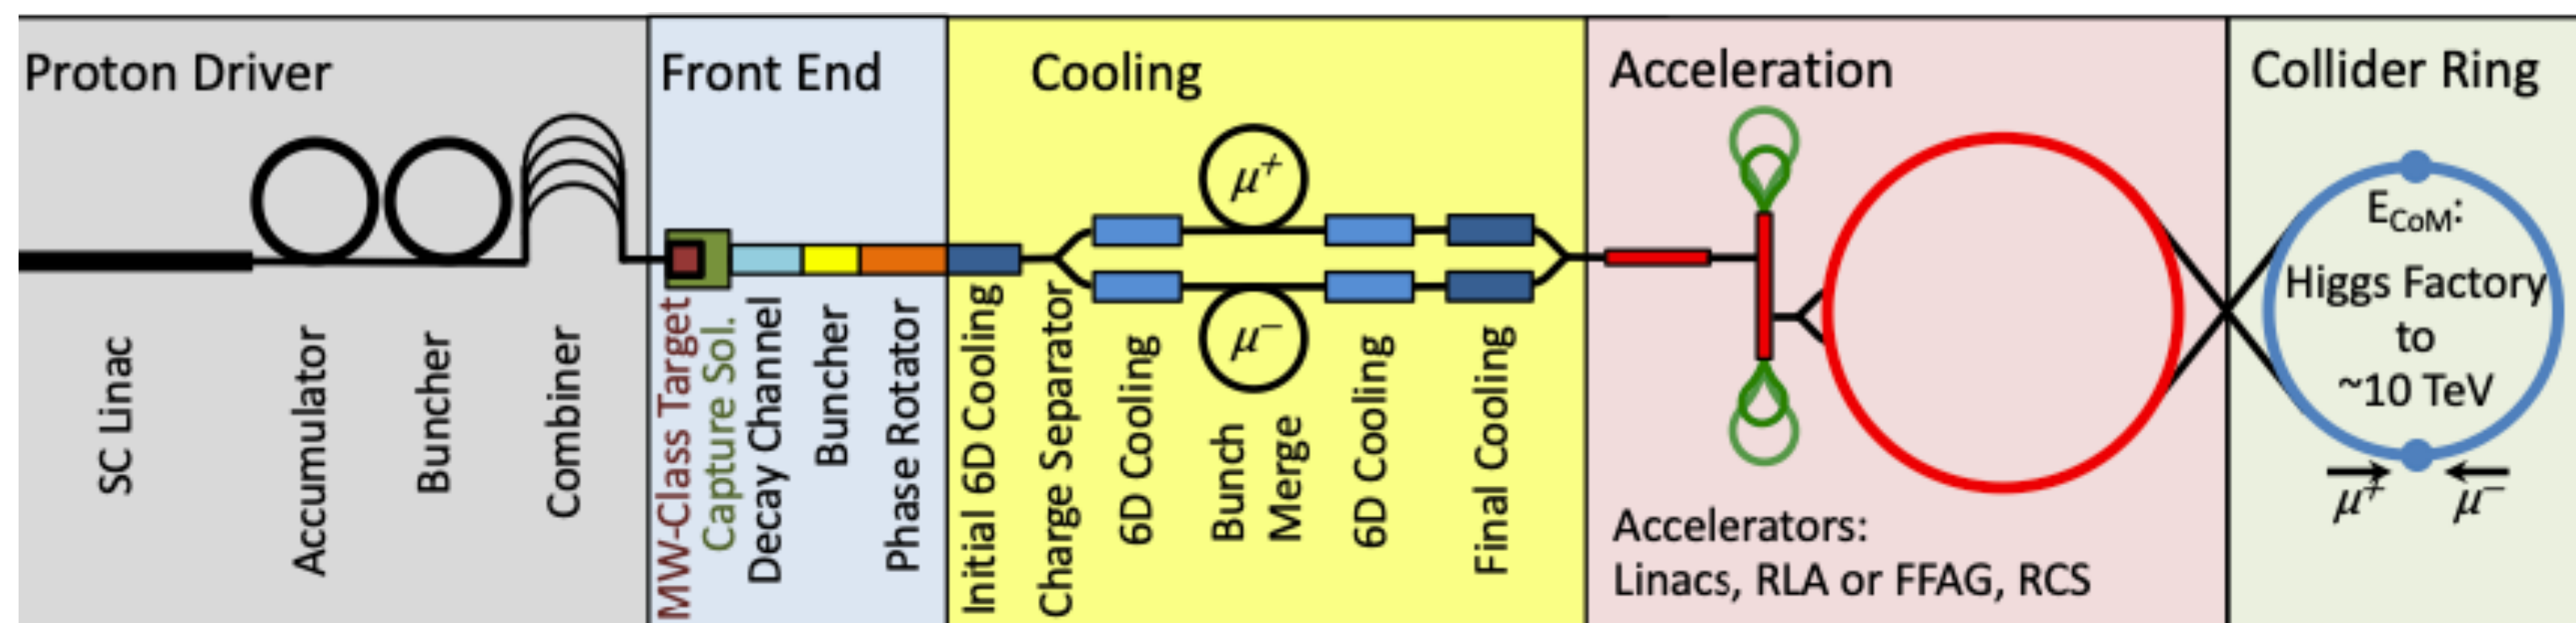 Proton Driver
SC Linac
Accumulator
Buncher
Combiner
Front End
MW-Class Target
Capture Sol.
Decay Channel
Buncher
Phase Rotator
Cooling
Initial 6D Cooling
Charge Separator
6D Cooling
μ+
μ−
Bunch
Merge
6D Cooling
Final Cooling
Acceleration
Accelerators:
Linacs, RLA or FFAG, RCS
Collider Ring
ECoM:
Higgs Factory
to
~10 TeV
μ+
μ−